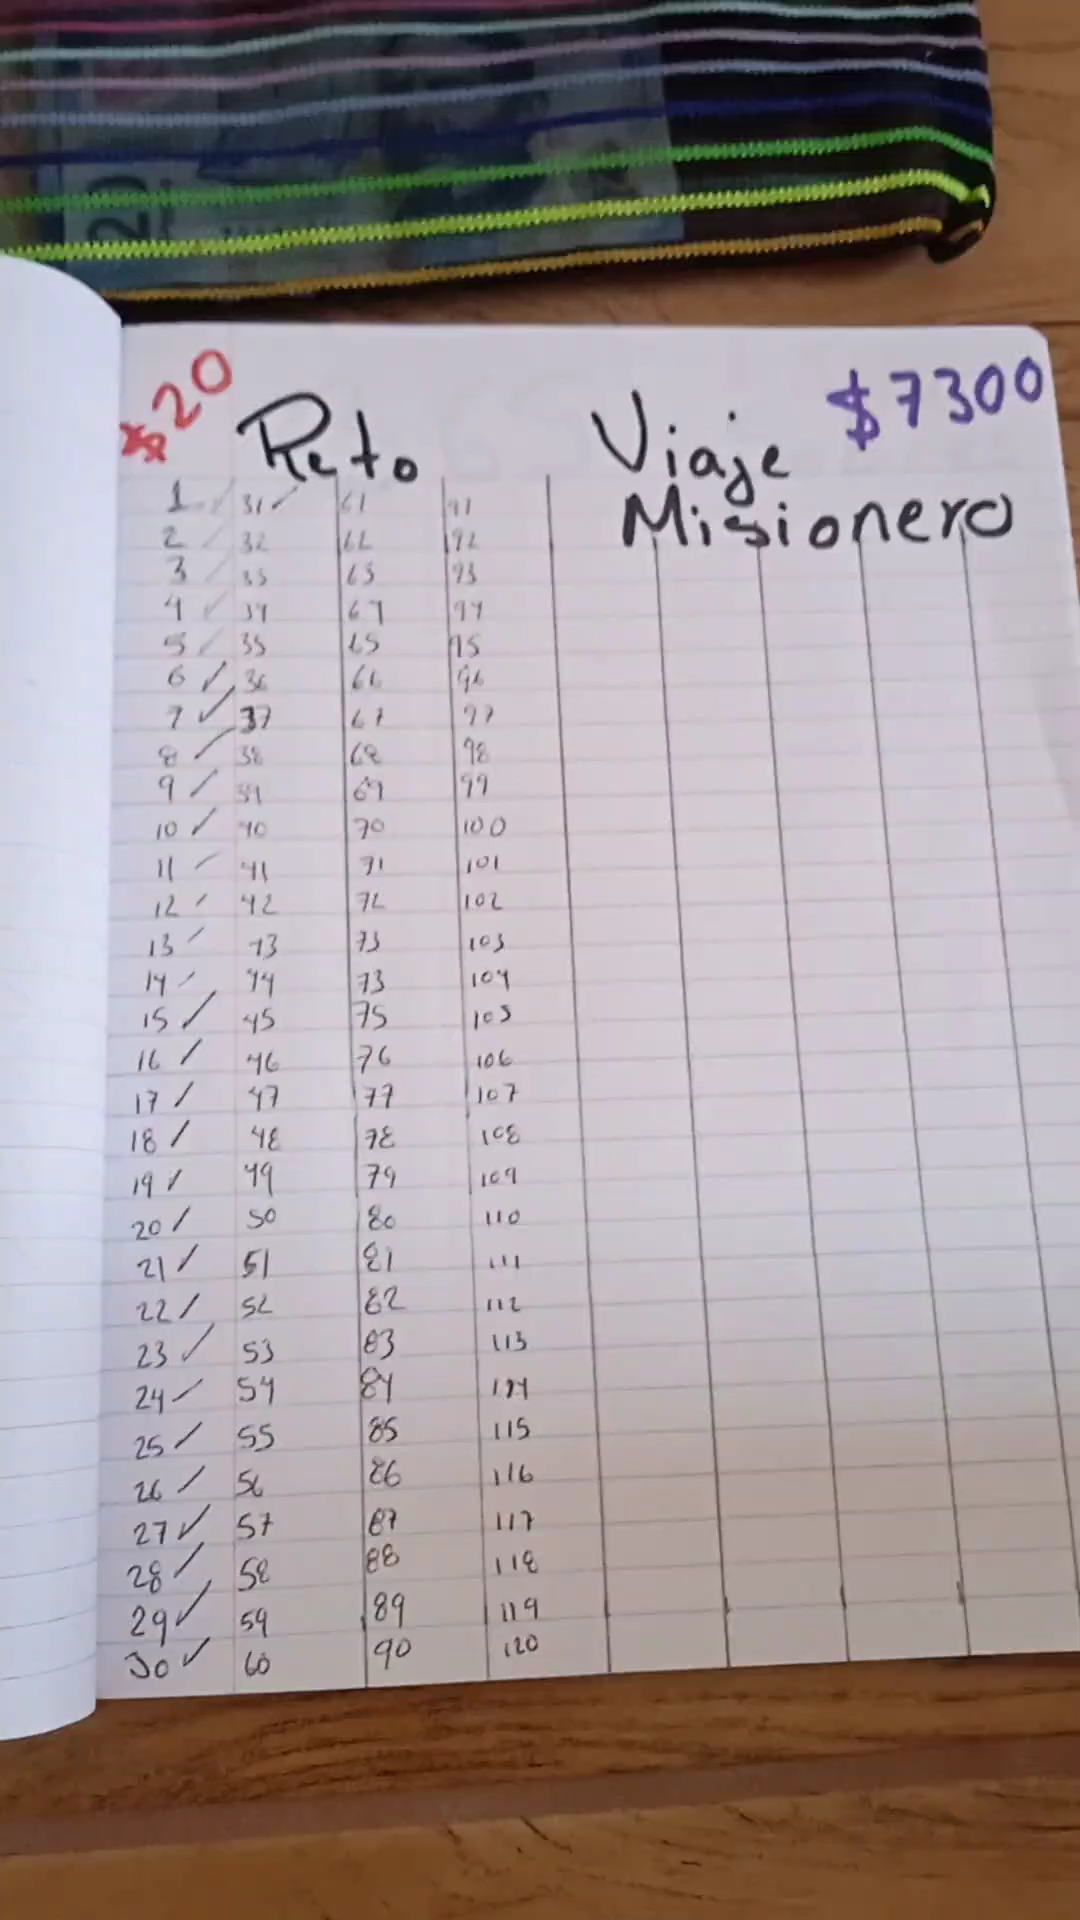 x20 Reto Viaje $7300
Misionero
1 31 61 91
2 32 62 92
3 33 63 93
4 34 64 94
5 35 65 95
6 36 66 96
7 37 67 97
8 38 68 98
9 39 69 99
10 40 70 100
11 41 71 101
12 42 72 102
13 43 73 103
14 44 73 104
15 45 75 105
16 46 76 106
17 47 77 107
18 48 78 108
19 49 79 109
20 50 80 110
21 51 81 111
22 52 82 112
23 53 83 113
24 54 84 114
25 55 85 115
26 56 86 116
27 57 87 117
28 58 88 118
29 59 89 119
30 60 90 120